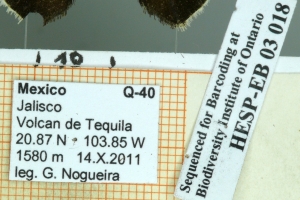 10
Mexico Q-40
Jalisco
Volcan de Tequila
20.87 N - 103.85 W
1580 m 14.X.2011
leg. G. Nogueira
Sequenced for Barcoding at
Biodiversity Institute of Ontario
HESP-EB 03 018